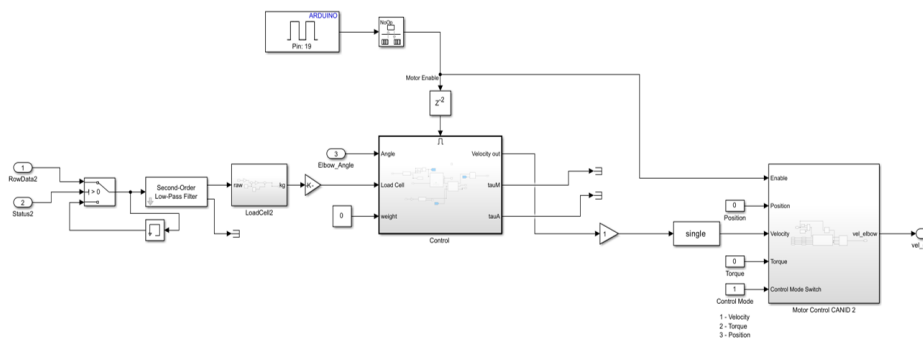 ARDUINO
Pin: 19
NoOp
Motor Enable
Z-2
1
RowData2
2
Status2
t > 0
Second-Order
Low-Pass Filter
raw
kg
LoadCell2
-K-
3
Elbow_Angle
0
Angle
Load Cell
weight
Velocity out
tauM
tauA
Control
1
single
0
Position
0
Torque
1
Control Mode
Enable
Position
Velocity
Torque
Control Mode Switch
vel_elbow
Motor Control CANID 2
vel_
1 - Velocity
2 - Torque
3 - Position